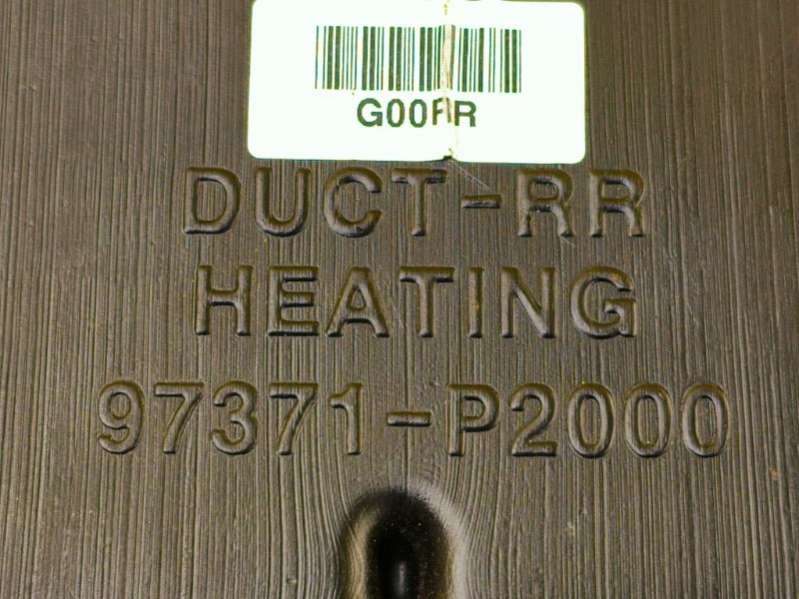 G00RR
DUCT-RR
HEATING
97371-P2000